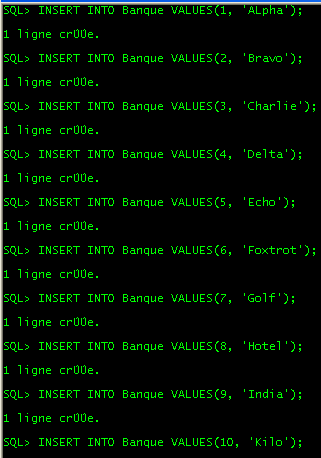 SQL> INSERT INTO Banque VALUES(1, 'ALpha');
1 ligne cr00e.
SQL> INSERT INTO Banque VALUES(2, 'Bravo');
1 ligne cr00e.
SQL> INSERT INTO Banque VALUES(3, 'Charlie');
1 ligne cr00e.
SQL> INSERT INTO Banque VALUES(4, 'Delta');
1 ligne cr00e.
SQL> INSERT INTO Banque VALUES(5, 'Echo');
1 ligne cr00e.
SQL> INSERT INTO Banque VALUES(6, 'Foxtrot');
1 ligne cr00e.
SQL> INSERT INTO Banque VALUES(7, 'Golf');
1 ligne cr00e.
SQL> INSERT INTO Banque VALUES(8, 'Hotel');
1 ligne cr00e.
SQL> INSERT INTO Banque VALUES(9, 'India');
1 ligne cr00e.
SQL> INSERT INTO Banque VALUES(10, 'Kilo');